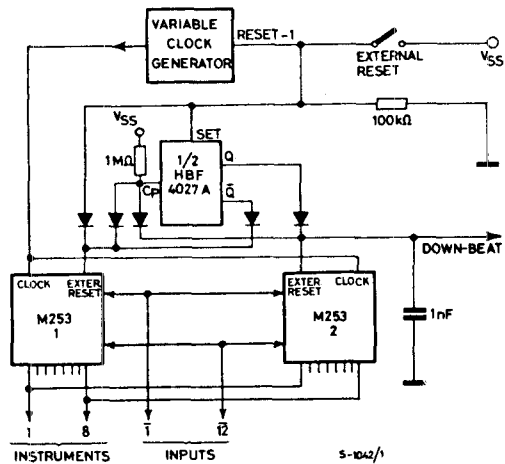 VARIABLE
CLOCK
GENERATOR
RESET-1
EXTERNAL
RESET
VSS
100kΩ
VSS
1MΩ
SET
1/2
HBF
4027A
Q
Q̅
Cp
DOWN-BEAT
CLOCK
EXTER
RESET
M253
1
EXTER
RESET
CLOCK
M253
2
1nF
1
8
1̅
1̅2̅
INSTRUMENTS
INPUTS
S-1042/1